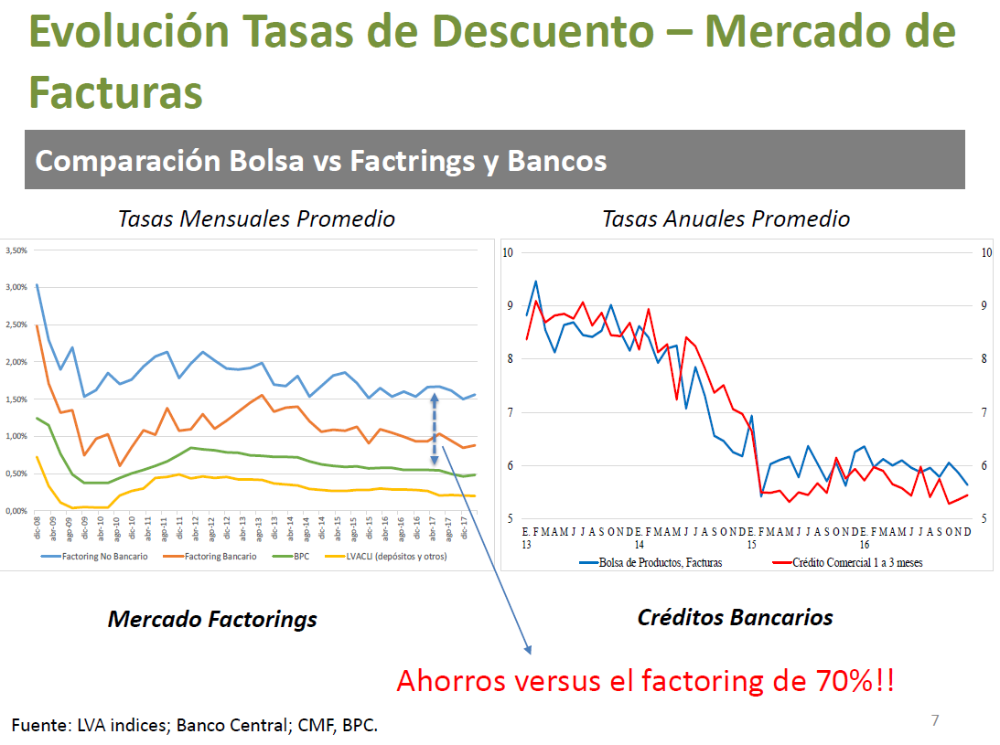 Evolución Tasas de Descuento – Mercado de
Facturas
Comparación Bolsa vs Factrings y Bancos
Tasas Mensuales Promedio
3,50%
3,00%
2,50%
2,00%
1,50%
1,00%
0,50%
0,00%
dic-08 abr-09 ago-09 dic-09 abr-10 ago-10 dic-10 abr-11 ago-11 dic-11 abr-12 ago-12 dic-12 abr-13 ago-13 dic-13 abr-14 ago-14 dic-14 abr-15 ago-15 dic-15 abr-16 ago-16 dic-16 abr-17 ago-17 dic-17
Factoring No Bancario Factoring Bancario BPC LVACLI (depósitos y otros)
Mercado Factorings
Tasas Anuales Promedio
10 10
9 9
8 8
7 7
6 6
5 5
E. F M A M J J A S O N D E. F M A M J J A S O N D E. F M A M J J A S O N D E. F M A M J J A S O N D
13 14 15 16
Bolsa de Productos, Facturas Crédito Comercial 1 a 3 meses
Créditos Bancarios
Ahorros versus el factoring de 70%!!
Fuente: LVA indices; Banco Central; CMF, BPC.
7